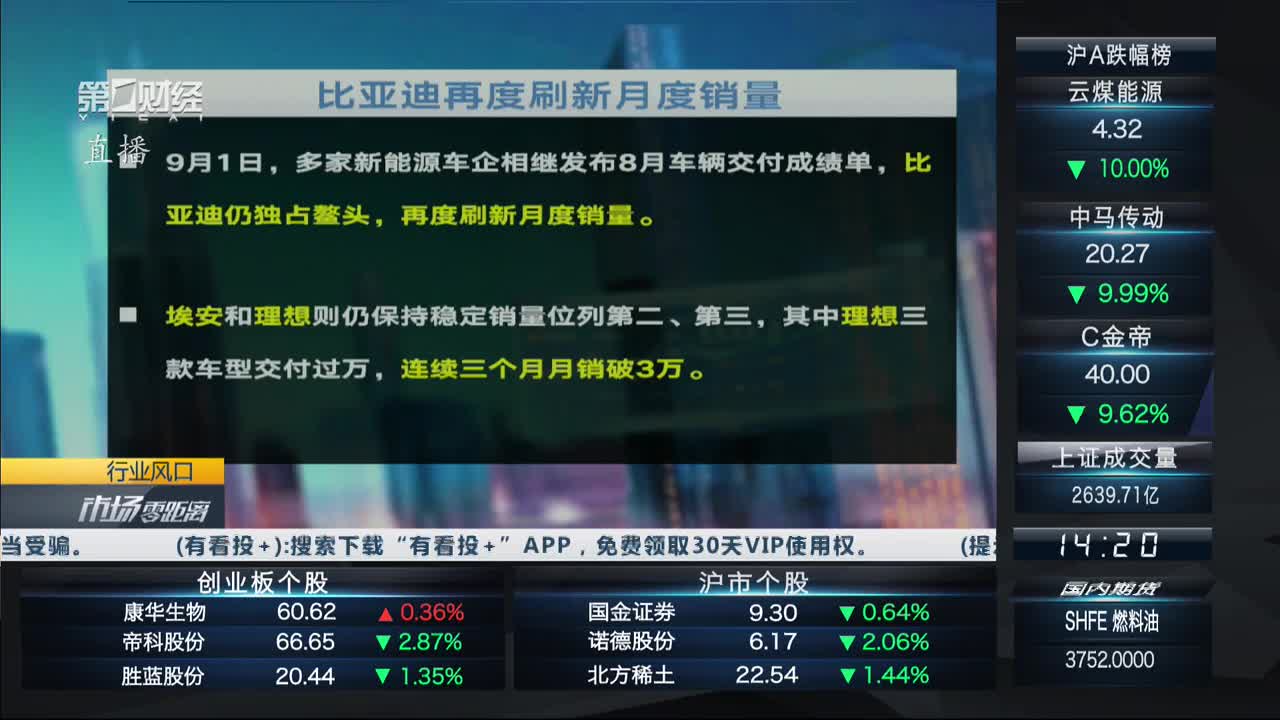 比亚迪再度刷新月度销量
第一财经
YICAI
直播
9月1日，多家新能源车企相继发布8月车辆交付成绩单，比
亚迪仍独占鳌头，再度刷新月度销量。
埃安和理想则仍保持稳定销量位列第二、第三，其中理想三
款车型交付过万，连续三个月月销破3万。
行业风口
市场零距离
当受骗。 (有看投+):搜索下载“有看投+”APP，免费领取30天VIP使用权。 (提
创业板个股
康华生物 60.62 ▲0.36%
帝科股份 66.65 ▼2.87%
胜蓝股份 20.44 ▼1.35%
沪市个股
国金证券 9.30 ▼0.64%
诺德股份 6.17 ▼2.06%
北方稀土 22.54 ▼1.44%
沪A跌幅榜
云煤能源
4.32
▼ 10.00%
中马传动
20.27
▼ 9.99%
C金帝
40.00
▼ 9.62%
上证成交量
2639.71亿
14:20
国内期货
SHFE 燃料油
3752.0000